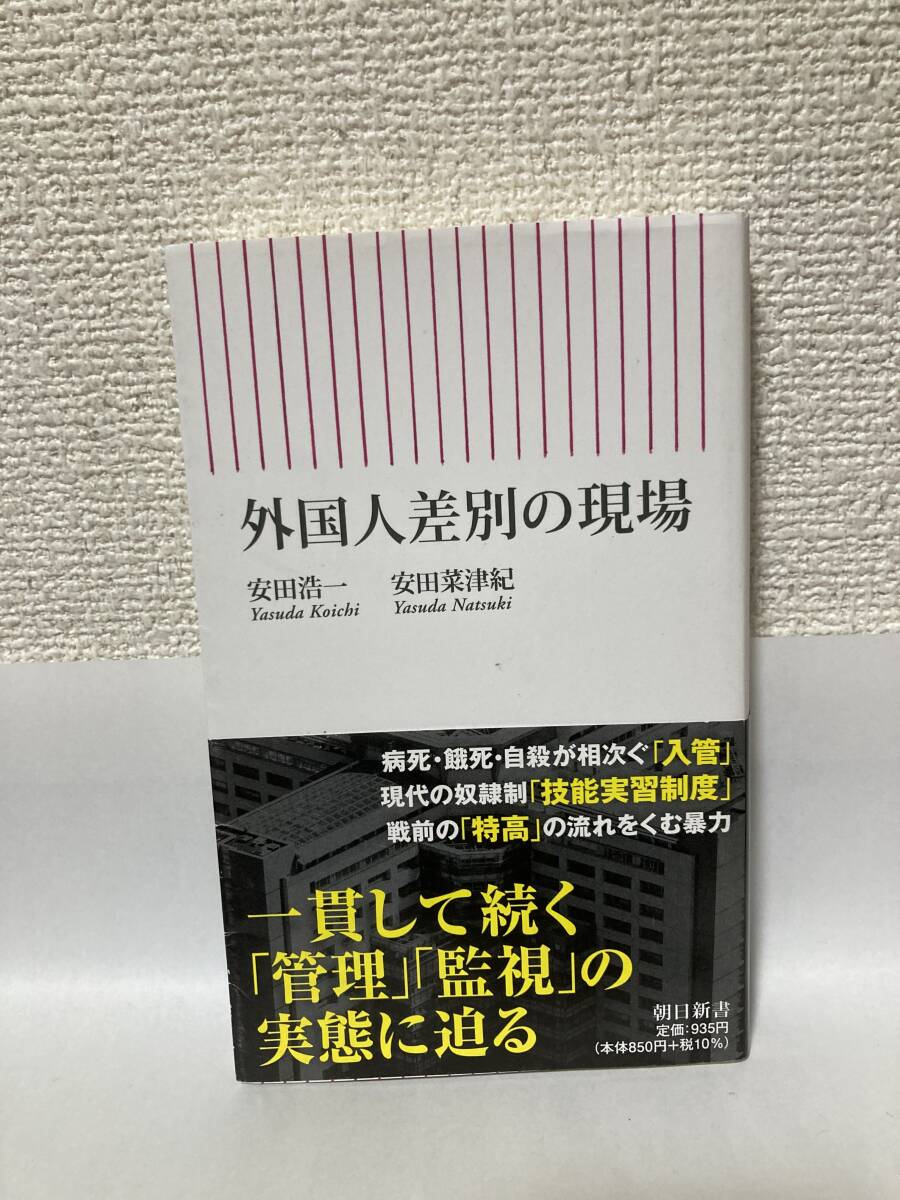 外国人差別の現場
安田浩一 安田菜津紀
Yasuda Koichi Yasuda Natsuki
病死・餓死・自殺が相次ぐ「入管」
現代の奴隷制「技能実習制度」
戦前の「特高」の流れをくむ暴力
一貫して続く
「管理」「監視」の
実態に迫る
朝日新書
定価:935円
(本体850円+税10%)